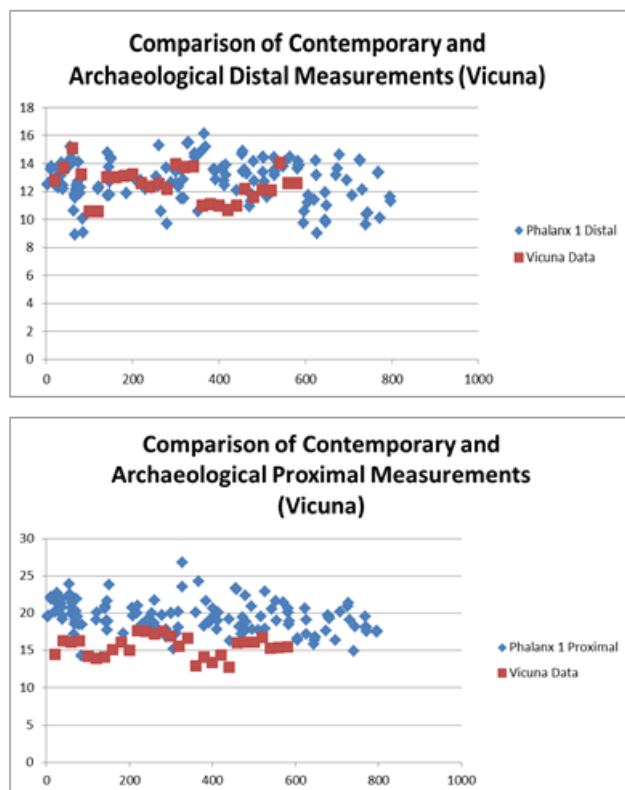 Comparison of Contemporary and
Archaeological Distal Measurements (Vicuna)
18
16
14
12
10
8
6
4
2
0
0 200 400 600 800 1000
Phalanx 1 Distal
Vicuna Data
Comparison of Contemporary and
Archaeological Proximal Measurements
(Vicuna)
30
25
20
15
10
5
0
0 200 400 600 800 1000
Phalanx 1 Proximal
Vicuna Data